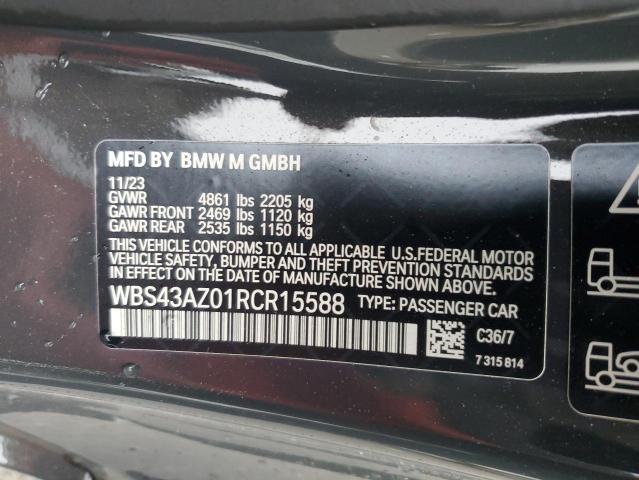 MFD BY BMW M GMBH
11/23
GVWR 4861 lbs 2205 kg
GAWR FRONT 2469 lbs 1120 kg
GAWR REAR 2535 lbs 1150 kg
THIS VEHICLE CONFORMS TO ALL APPLICABLE U.S.FEDERAL MOTOR
VEHICLE SAFETY, BUMPER AND THEFT PREVENTION STANDARDS
IN EFFECT ON THE DATE OF MANUFACTURE SHOWN ABOVE.
WBS43AZ01RCR15588 TYPE: PASSENGER CAR
C36/7
7 315 814